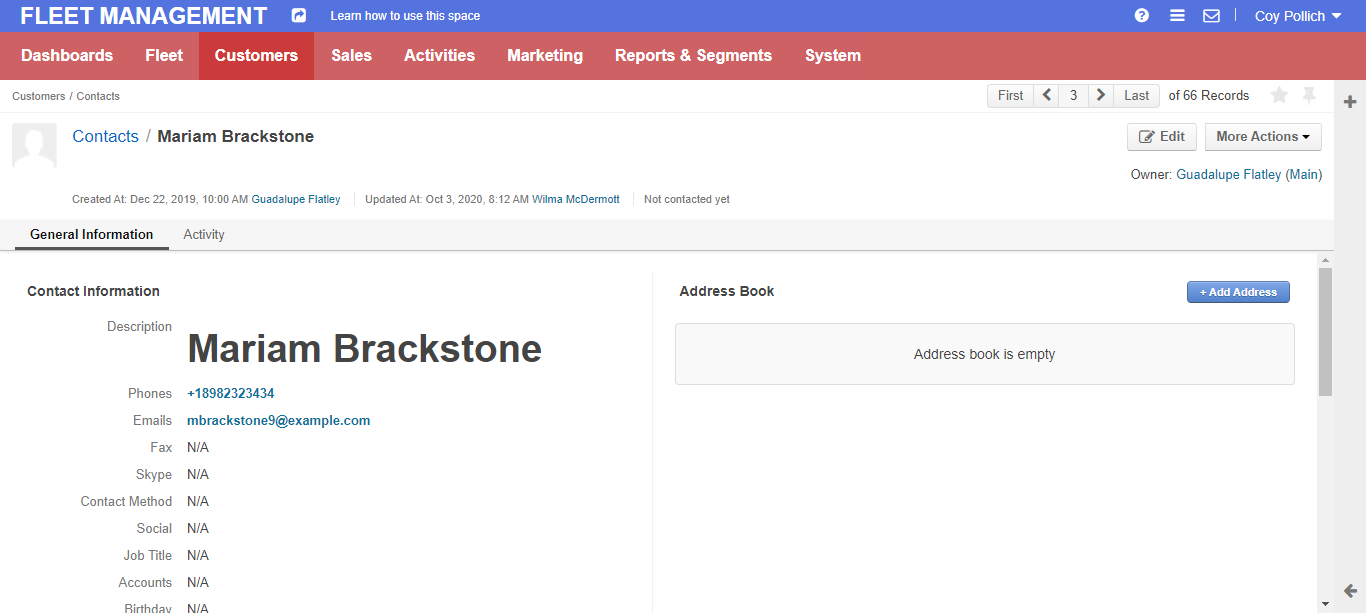 FLEET MANAGEMENT Learn how to use this space Coy Pollich
Dashboards Fleet Customers Sales Activities Marketing Reports & Segments System
Customers / Contacts First 3 Last of 66 Records
Contacts / Mariam Brackstone Edit More Actions
Owner: Guadalupe Flatley (Main)
Created At: Dec 22, 2019, 10:00 AM Guadalupe Flatley Updated At: Oct 3, 2020, 8:12 AM Wilma McDermott Not contacted yet
General Information Activity
Contact Information
Description Mariam Brackstone
Phones +18982323434
Emails mbrackstone9@example.com
Fax N/A
Skype N/A
Contact Method N/A
Social N/A
Job Title N/A
Accounts N/A
Birthday N/A
Address Book + Add Address
Address book is empty